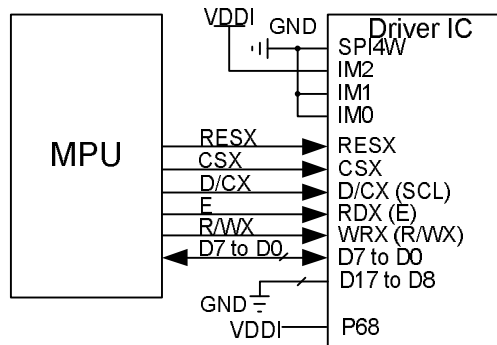 VDDI
GND
Driver IC
SPI4W
IM2
IM1
IM0
MPU
RESX
RESX
CSX
CSX
D/CX
D/CX (SCL)
E
RDX (E)
R/WX
WRX (R/WX)
D7 to D0
D7 to D0
D17 to D8
GND
VDDI
P68